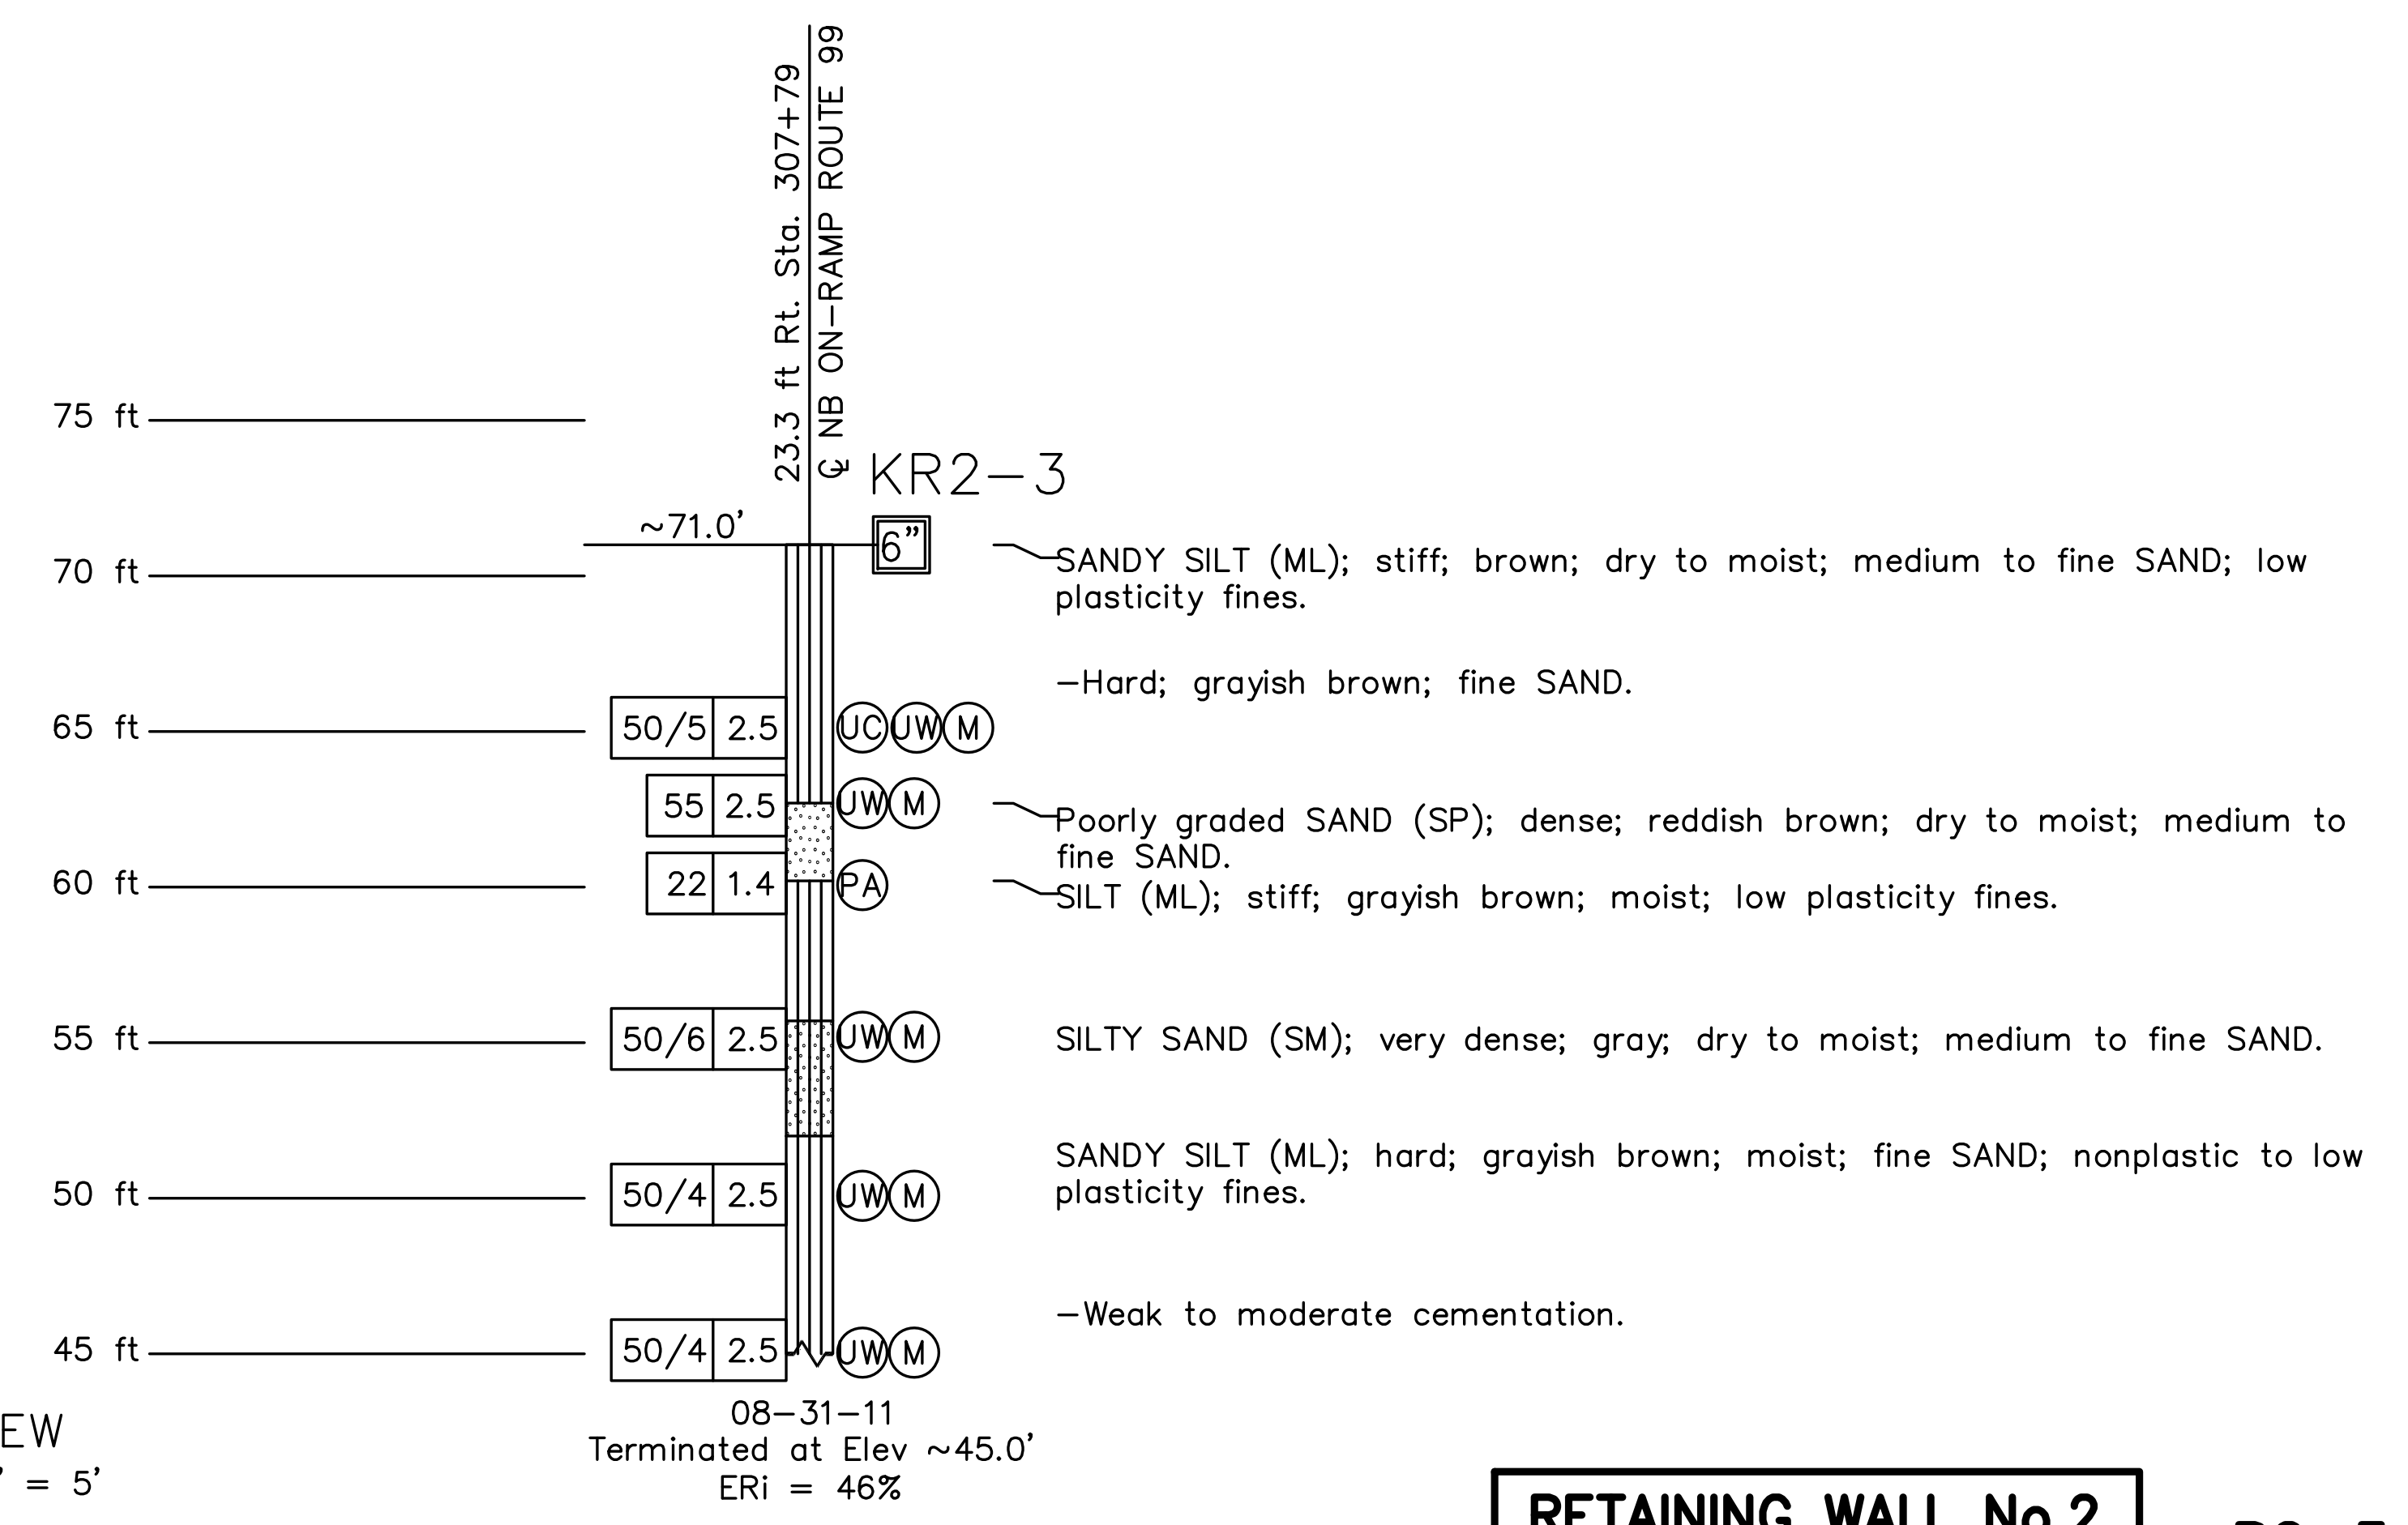 23.3 ft Rt. Sta. 307+79
℄ NB ON-RAMP ROUTE 99
75 ft
KR2-3
~71.0'
6"
70 ft
SANDY SILT (ML); stiff; brown; dry to moist; medium to fine SAND; low
plasticity fines.
-Hard; grayish brown; fine SAND.
65 ft
50/5 2.5 UC UW M
55 2.5 UW M
Poorly graded SAND (SP); dense; reddish brown; dry to moist; medium to
fine SAND.
60 ft
22 1.4 PA
SILT (ML); stiff; grayish brown; moist; low plasticity fines.
55 ft
50/6 2.5 UW M
SILTY SAND (SM); very dense; gray; dry to moist; medium to fine SAND.
SANDY SILT (ML); hard; grayish brown; moist; fine SAND; nonplastic to low
plasticity fines.
50 ft
50/4 2.5 UW M
-Weak to moderate cementation.
45 ft
50/4 2.5 UW M
08-31-11
Terminated at Elev ~45.0'
ERi = 46%
EW
' = 5'
RETAINING WALL No.2